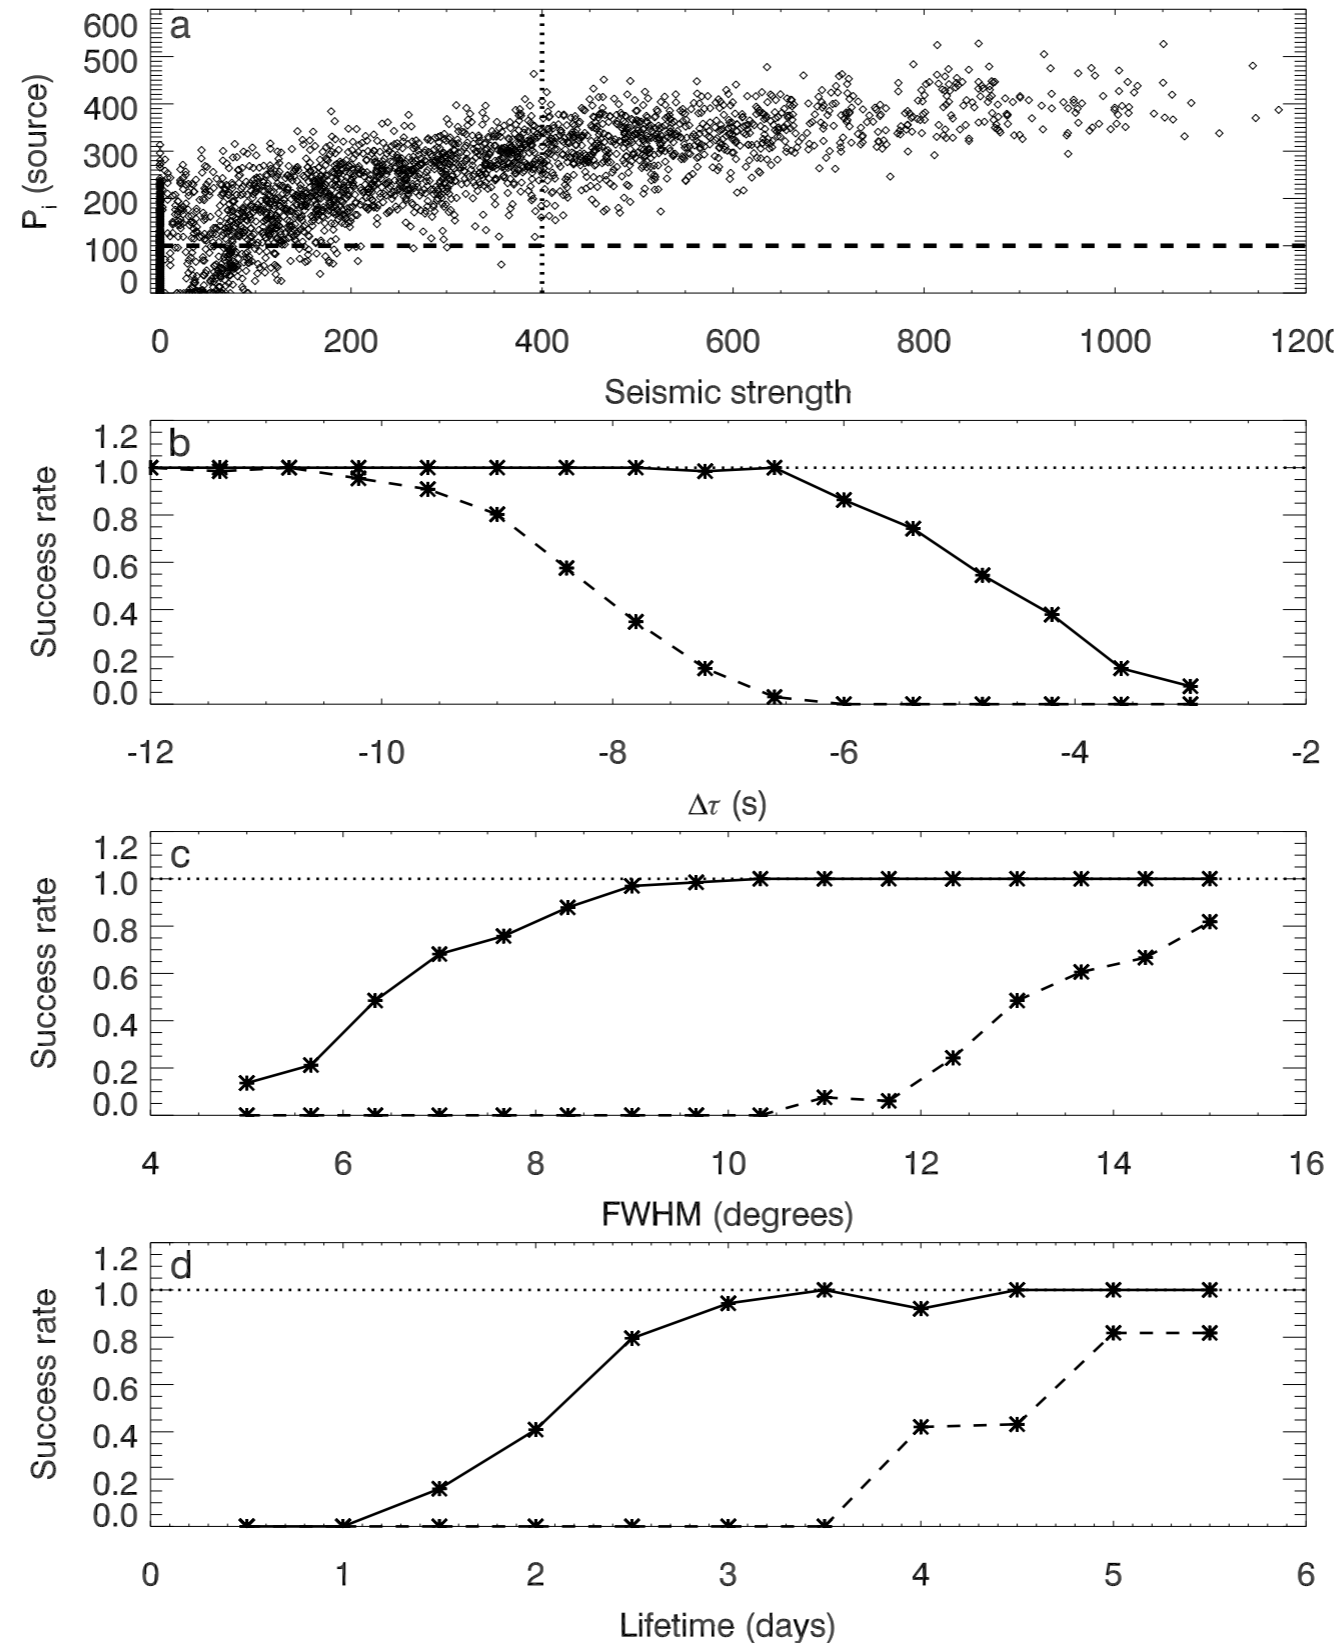 a
600
500
400
300
200
100
0
P_i (source)
0 200 400 600 800 1000 120
Seismic strength
b
1.2
1.0
0.8
0.6
0.4
0.2
0.0
Success rate
-12 -10 -8 -6 -4 -2
Δτ (s)
c
1.2
1.0
0.8
0.6
0.4
0.2
0.0
Success rate
4 6 8 10 12 14 16
FWHM (degrees)
d
1.2
1.0
0.8
0.6
0.4
0.2
0.0
Success rate
0 1 2 3 4 5 6
Lifetime (days)